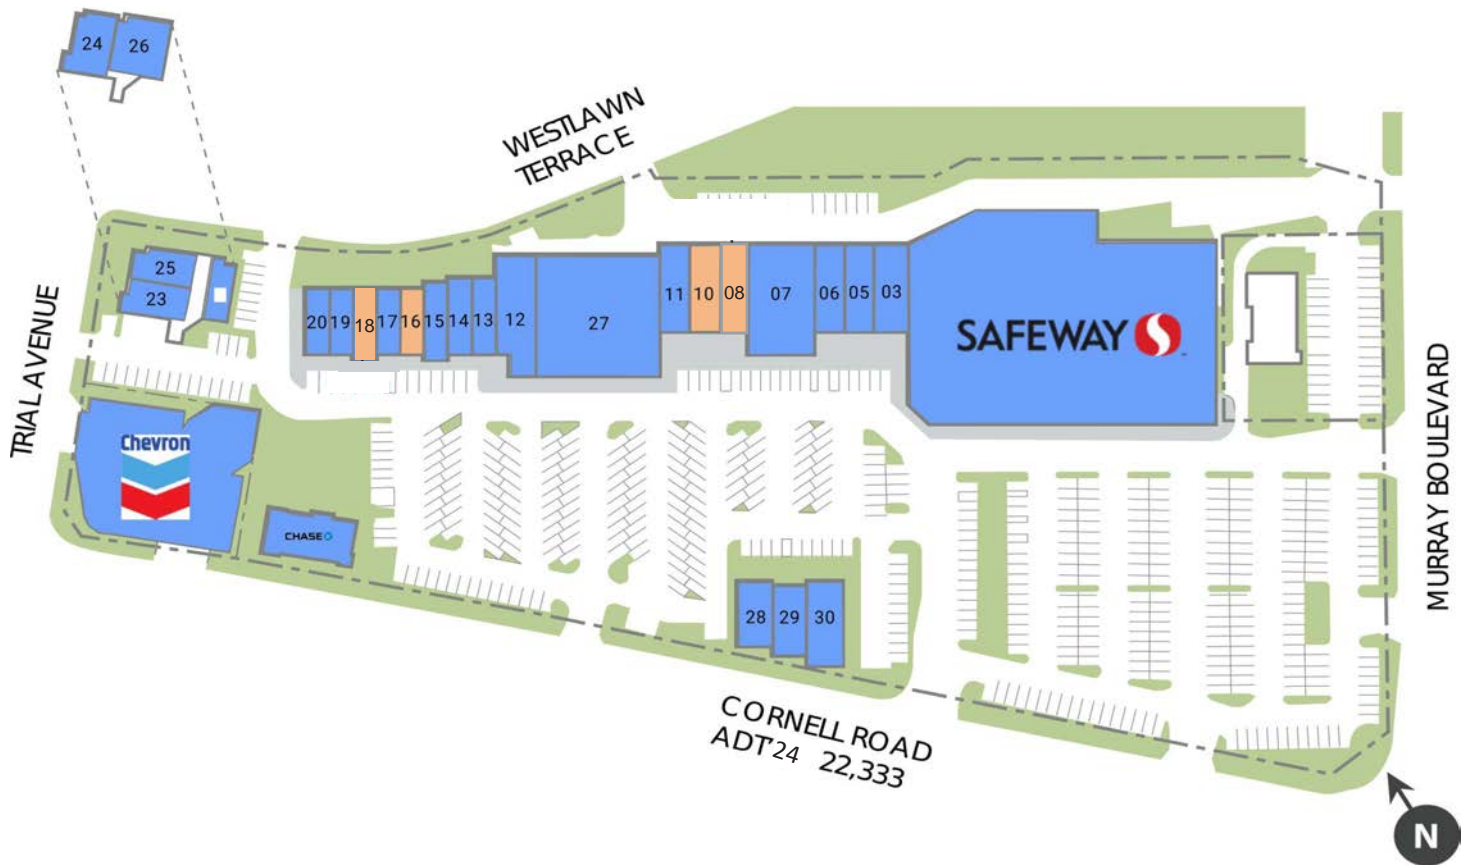 24
26
WESTLAWN
TERRACE
25
23
20
19
18
17
16
15
14
13
12
27
11
10
08
07
06
05
03
SAFEWAY
TRIAL AVENUE
Chevron
CHASE
28
29
30
MURRAY BOULEVARD
CORNELL ROAD
ADT'24 22,333
N